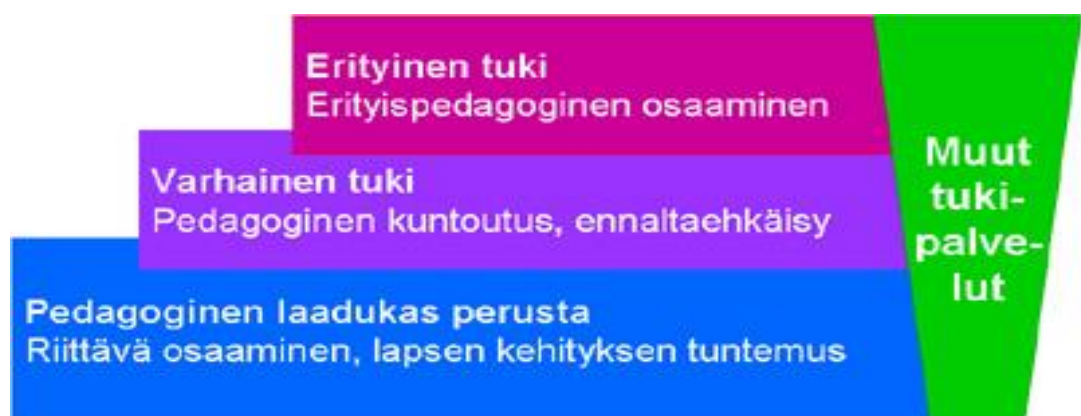 Erityinen tuki
Erityispedagoginen osaaminen
Varhainen tuki
Pedagoginen kuntoutus, ennaltaehkäisy
Pedagoginen laadukas perusta
Riittävä osaaminen, lapsen kehityksen tuntemus
Muut
tuki-
palve-
lut